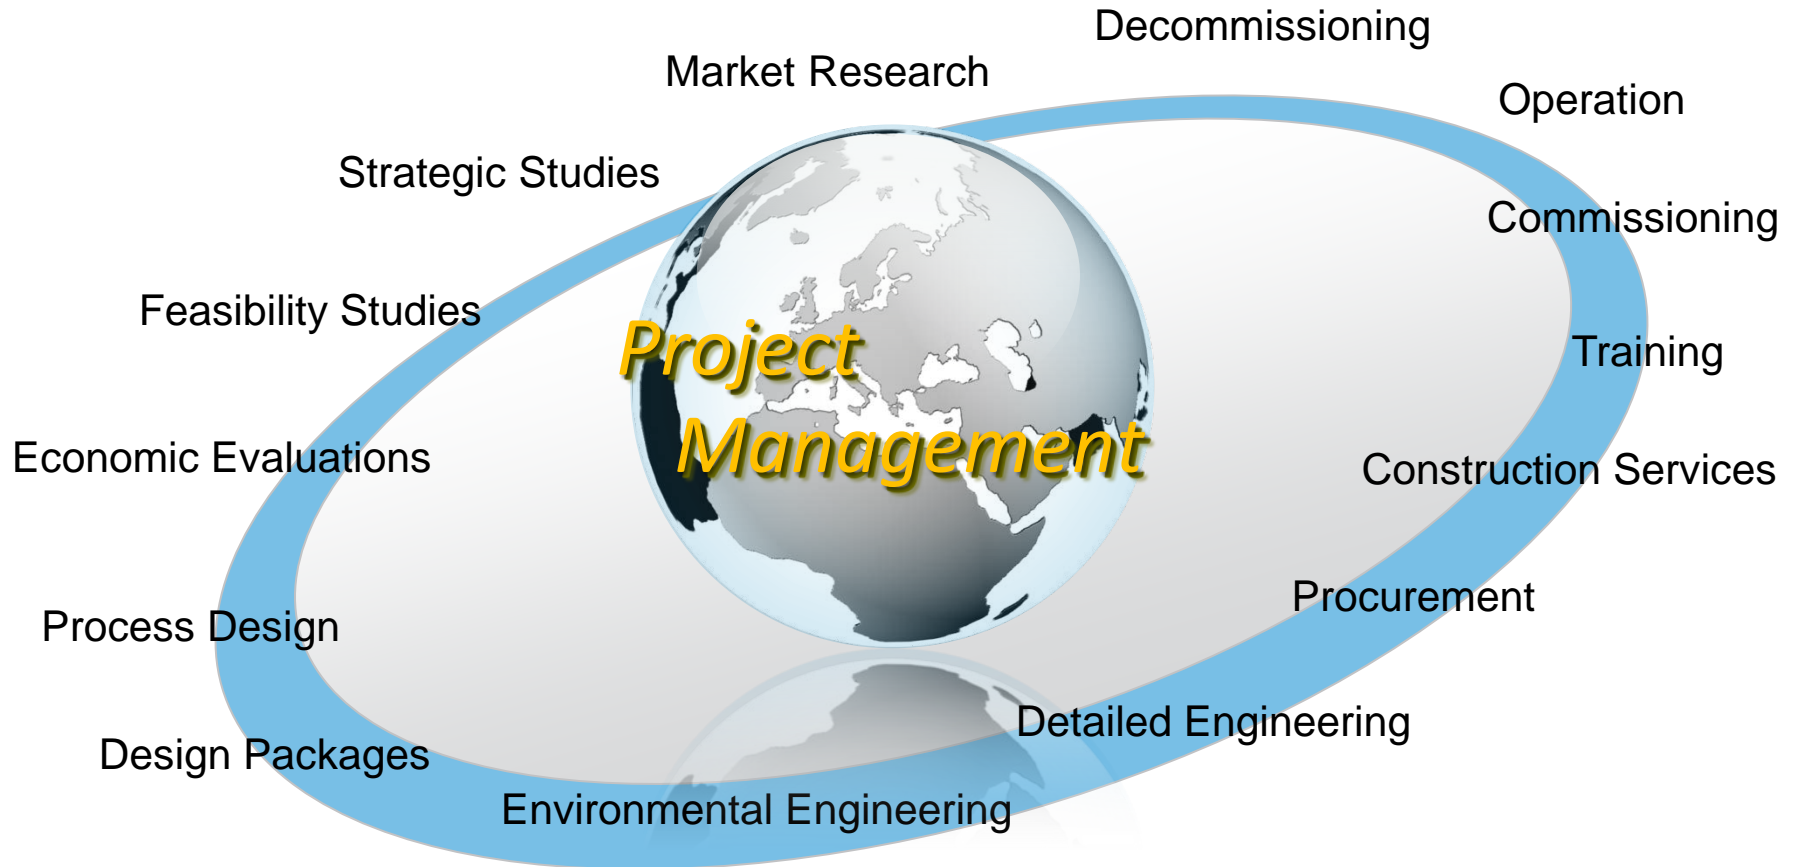 Decommissioning
Market Research
Operation
Strategic Studies
Commissioning
Feasibility Studies
Project
Training
Management
Economic Evaluations
Construction Services
Procurement
Process Design
Detailed Engineering
Design Packages
Environmental Engineering